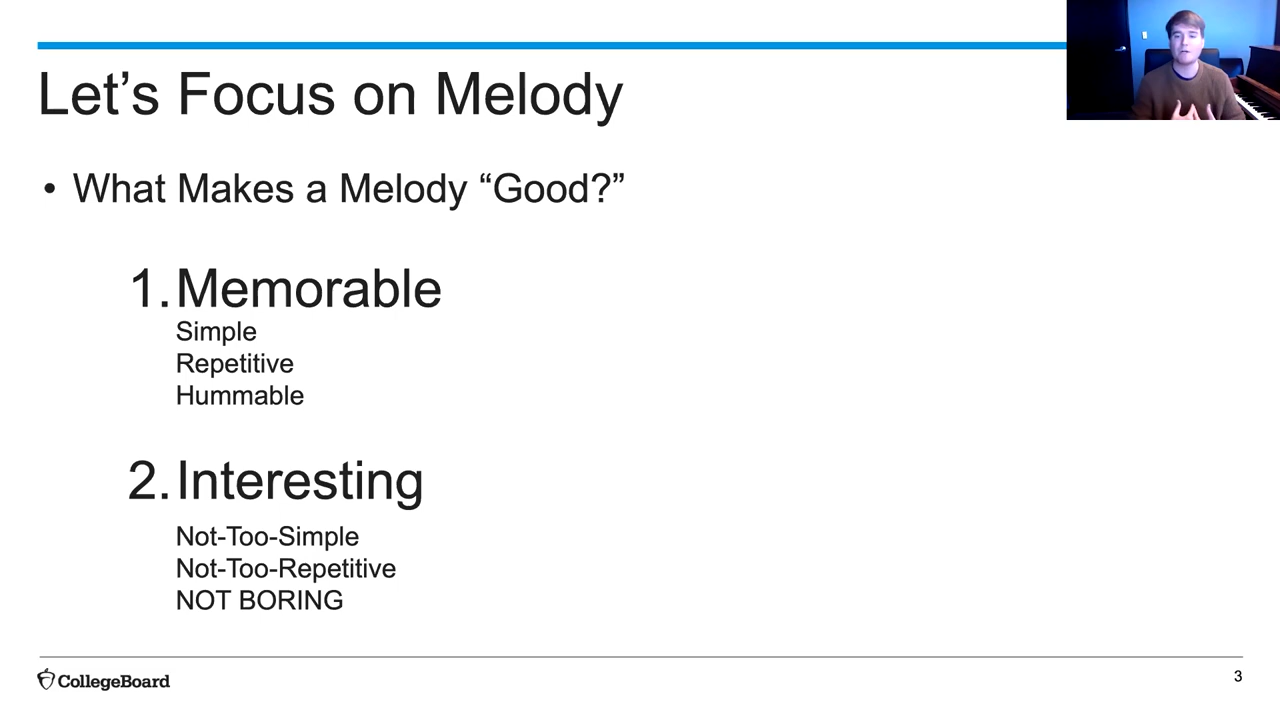 Let’s Focus on Melody
• What Makes a Melody “Good?”
1. Memorable
Simple
Repetitive
Hummable
2. Interesting
Not-Too-Simple
Not-Too-Repetitive
NOT BORING
CollegeBoard
3